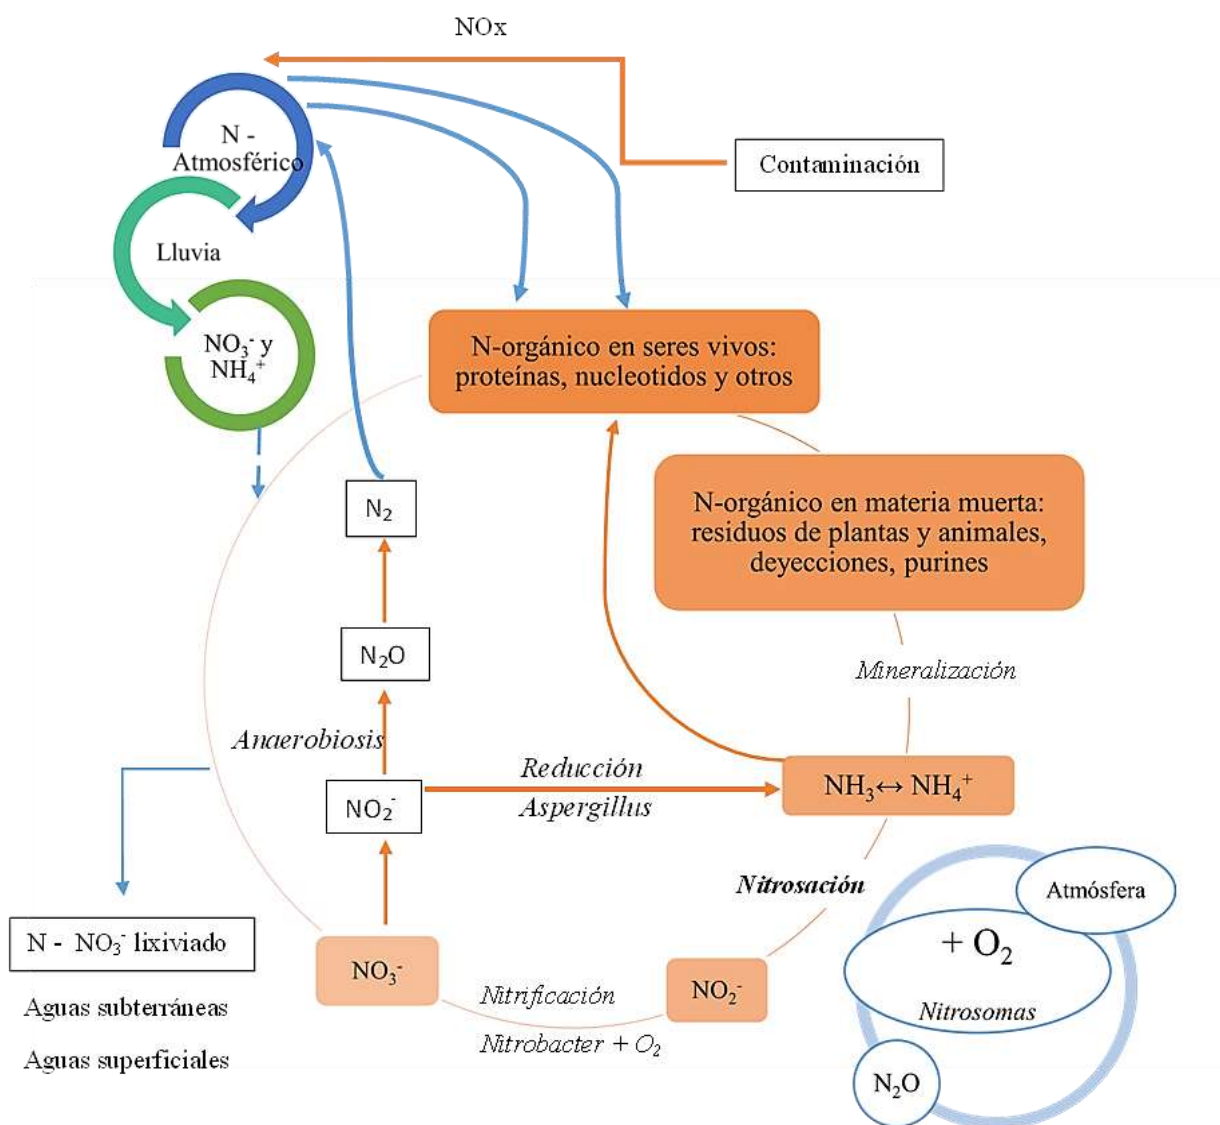 NOx
Contaminación
N -
Atmosférico
Lluvia
NO₃⁻ y
NH₄⁺
N-orgánico en seres vivos:
proteínas, nucleotidos y otros
N₂
N-orgánico en materia muerta:
residuos de plantas y animales,
deyecciones, purines
N₂O
Mineralización
Anaerobiosis
Reducción
NH₃↔ NH₄⁺
NO₂⁻
Aspergillus
Nitrosación
Atmósfera
N - NO₃⁻ lixiviado
+ O₂
NO₃⁻
Nitrificación
NO₂⁻
Nitrosomas
Aguas subterráneas
Nitrobacter + O₂
Aguas superficiales
N₂O